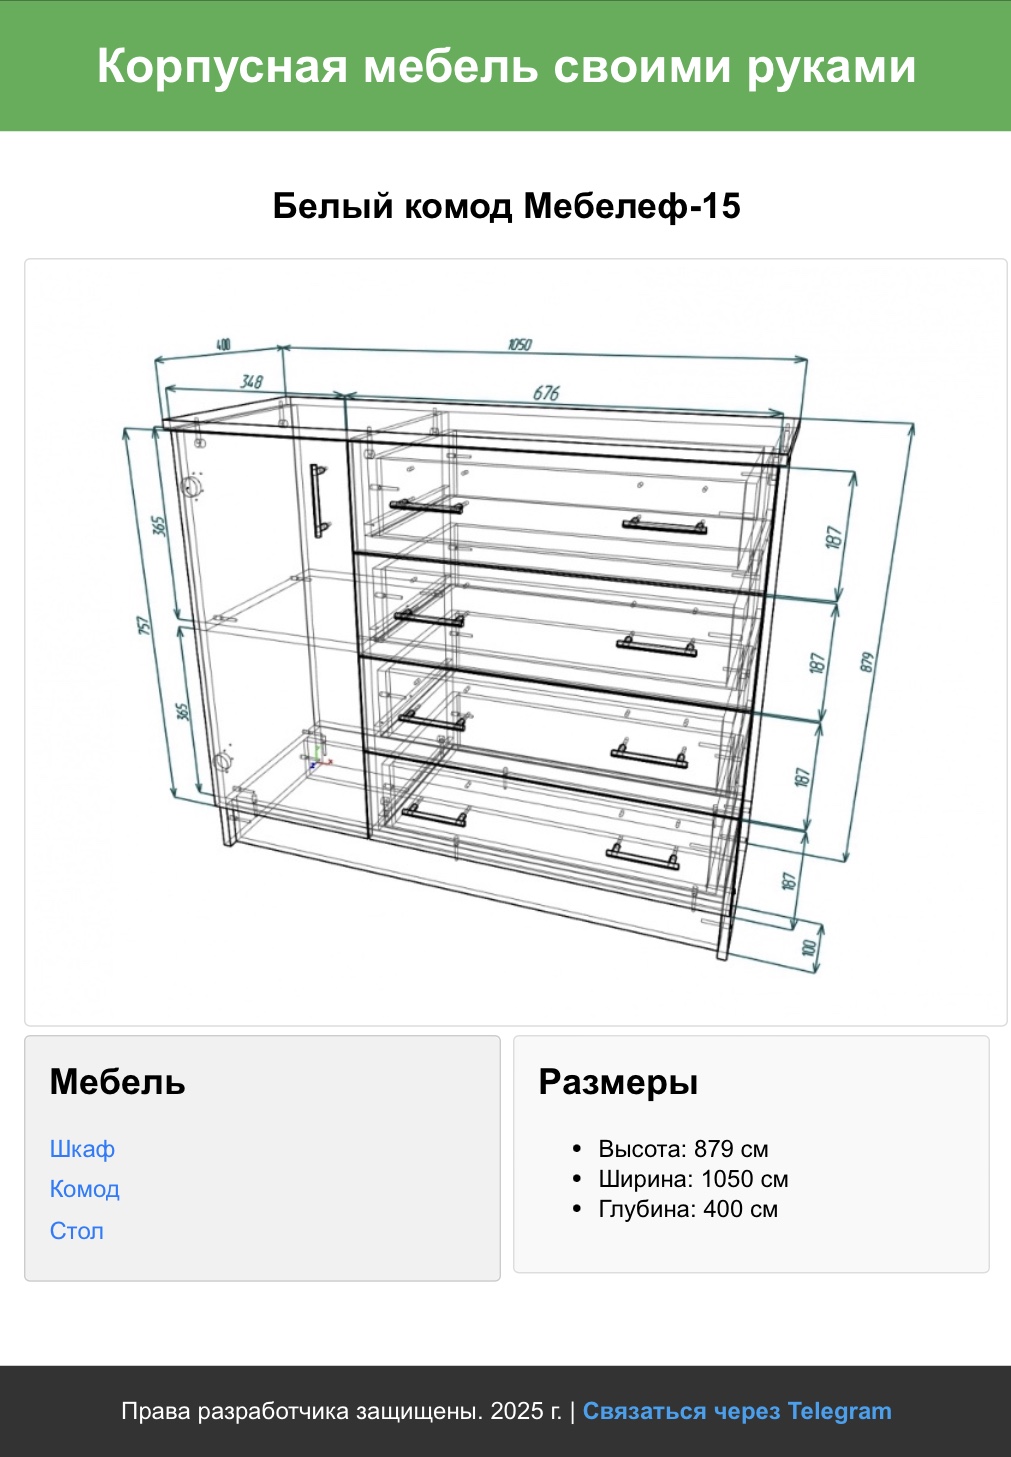 Корпусная мебель своими руками
Белый комод Мебелеф-15
400
1050
348
676
365
187
757
187
879
365
187
187
100
Мебель
Шкаф
Комод
Стол
Размеры
Высота: 879 см
Ширина: 1050 см
Глубина: 400 см
Права разработчика защищены. 2025 г. | Связаться через Telegram